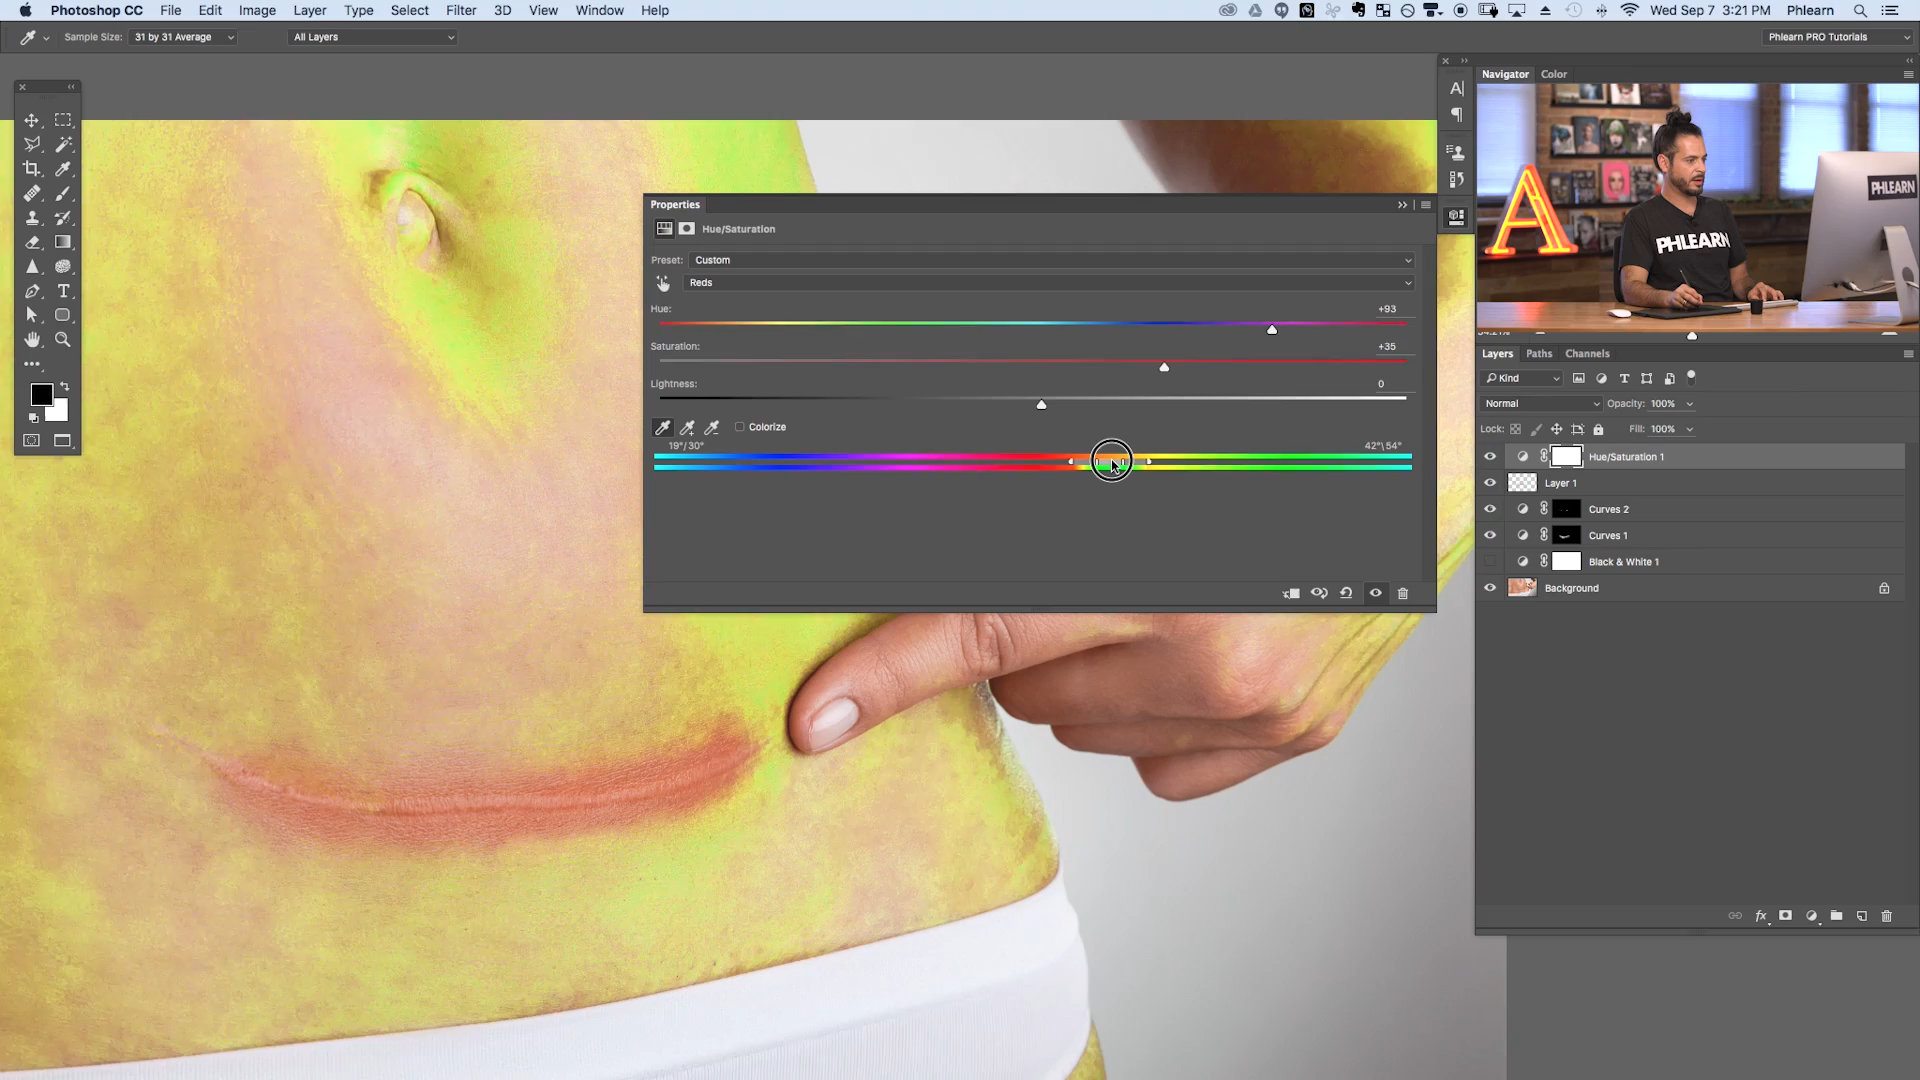 Photoshop CC File Edit Image Layer Type Select Filter 3D View Window Help Wed Sep 7 3:21 PM Phlearn
Sample Size: 31 by 31 Average All Layers Phlearn PRO Tutorials
Navigator Color
PHLEARN
PHLEARN
A
Properties
Hue/Saturation
Preset: Custom
Reds
Hue: +93
Saturation: +35
Lightness: 0
Colorize
19°/ 30° 42°\ 54°
Layers Paths Channels
Kind
Normal Opacity: 100%
Lock: Fill: 100%
Hue/Saturation 1
Layer 1
Curves 2
Curves 1
Black & White 1
Background
fx